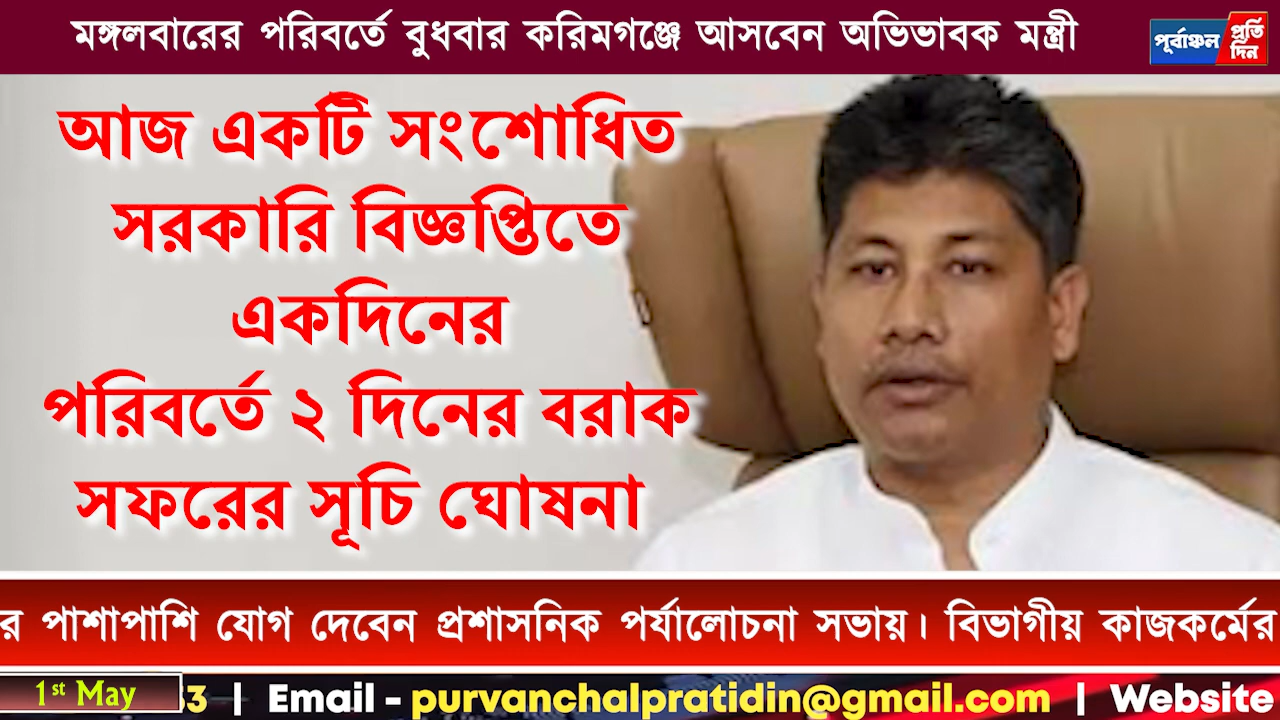 মঙ্গলবারের পরিবর্তে বুধবার করিমগঞ্জে আসবেন অভিভাবক মন্ত্রী
পূর্বাঞ্চল প্রতি দিন
আজ একটি সংশোধিত
সরকারি বিজ্ঞপ্তিতে
একদিনের
পরিবর্তে ২ দিনের বরাক
সফরের সূচি ঘোষনা
র পাশাপাশি যোগ দেবেন প্রশাসনিক পর্যালোচনা সভায়। বিভাগীয় কাজকর্মের
1st May 33 | Email - purvanchalpratidin@gmail.com | Website